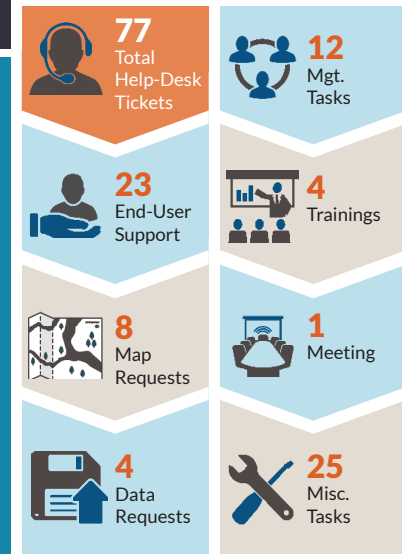 77
Total
Help-Desk
Tickets
23
End-User
Support
8
Map
Requests
4
Data
Requests
12
Mgt.
Tasks
4
Trainings
1
Meeting
25
Misc.
Tasks